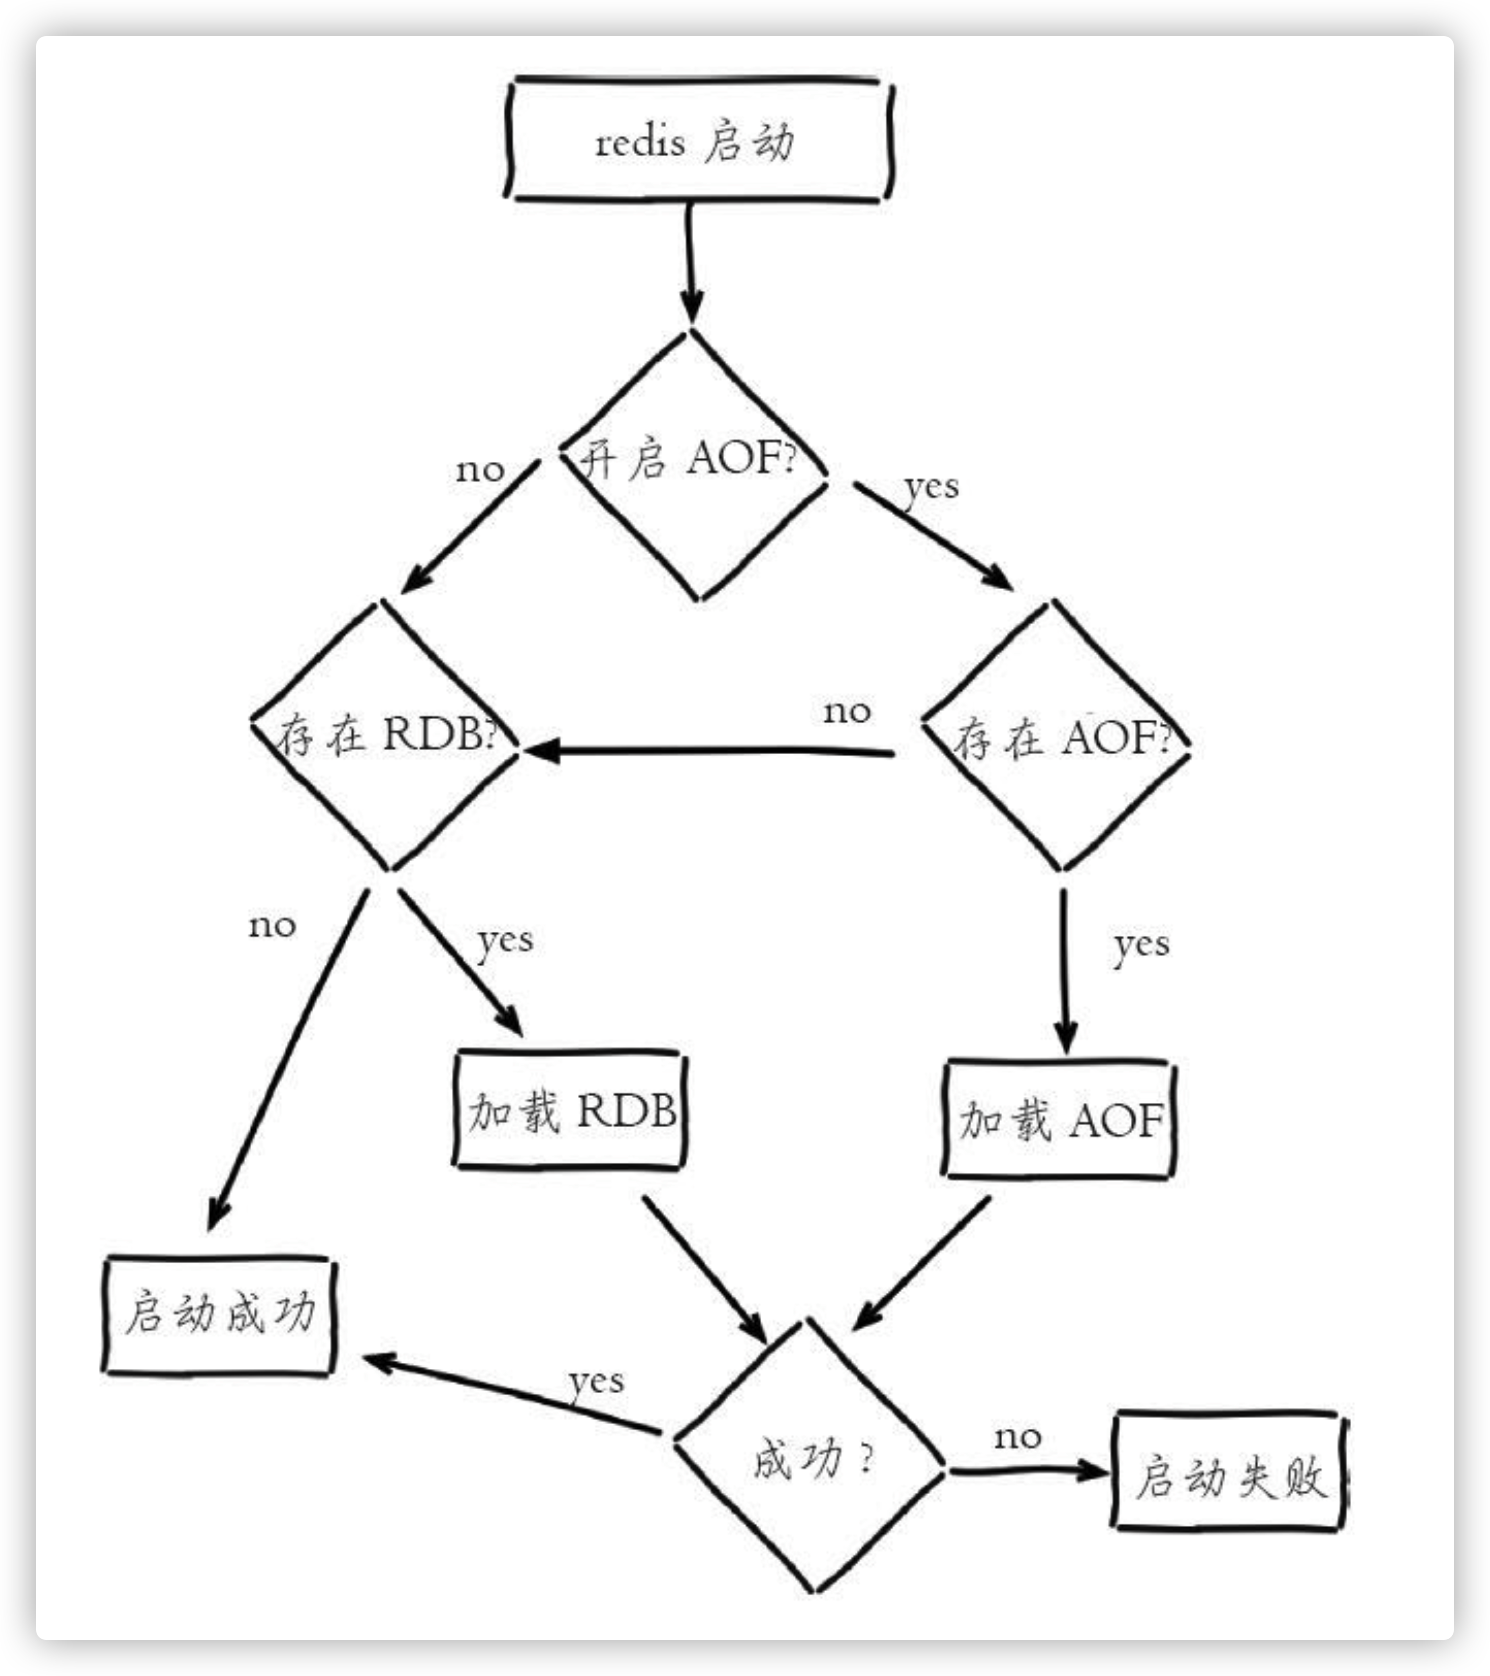 redis 启动
开启 AOF?
no
yes
存在 RDB?
no
存在 AOF?
no
yes
yes
加载 RDB
加载 AOF
启动成功
yes
成功?
no
启动失败